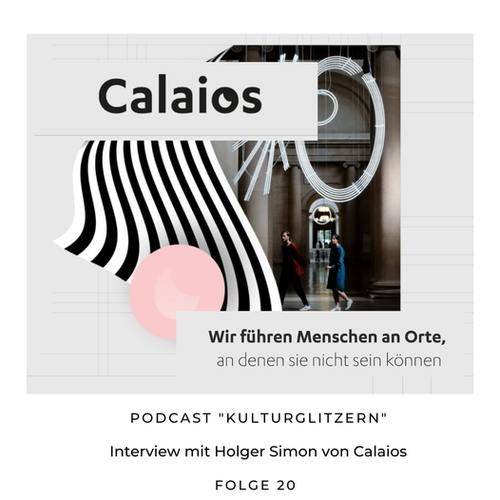 Calaios
Wir führen Menschen an Orte,
an denen sie nicht sein können
PODCAST "KULTURGLITZERN"
Interview mit Holger Simon von Calaios
FOLGE 20